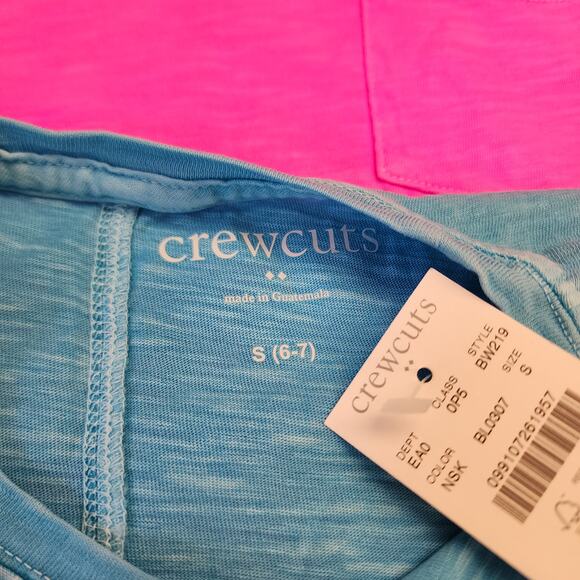 crewcuts
made in Guatemala
S (6-7)
crewcuts
DEPT CLASS STYLE
EA0 0P5 BW219
COLOR SIZE
NSK BL0307 S
099107261957